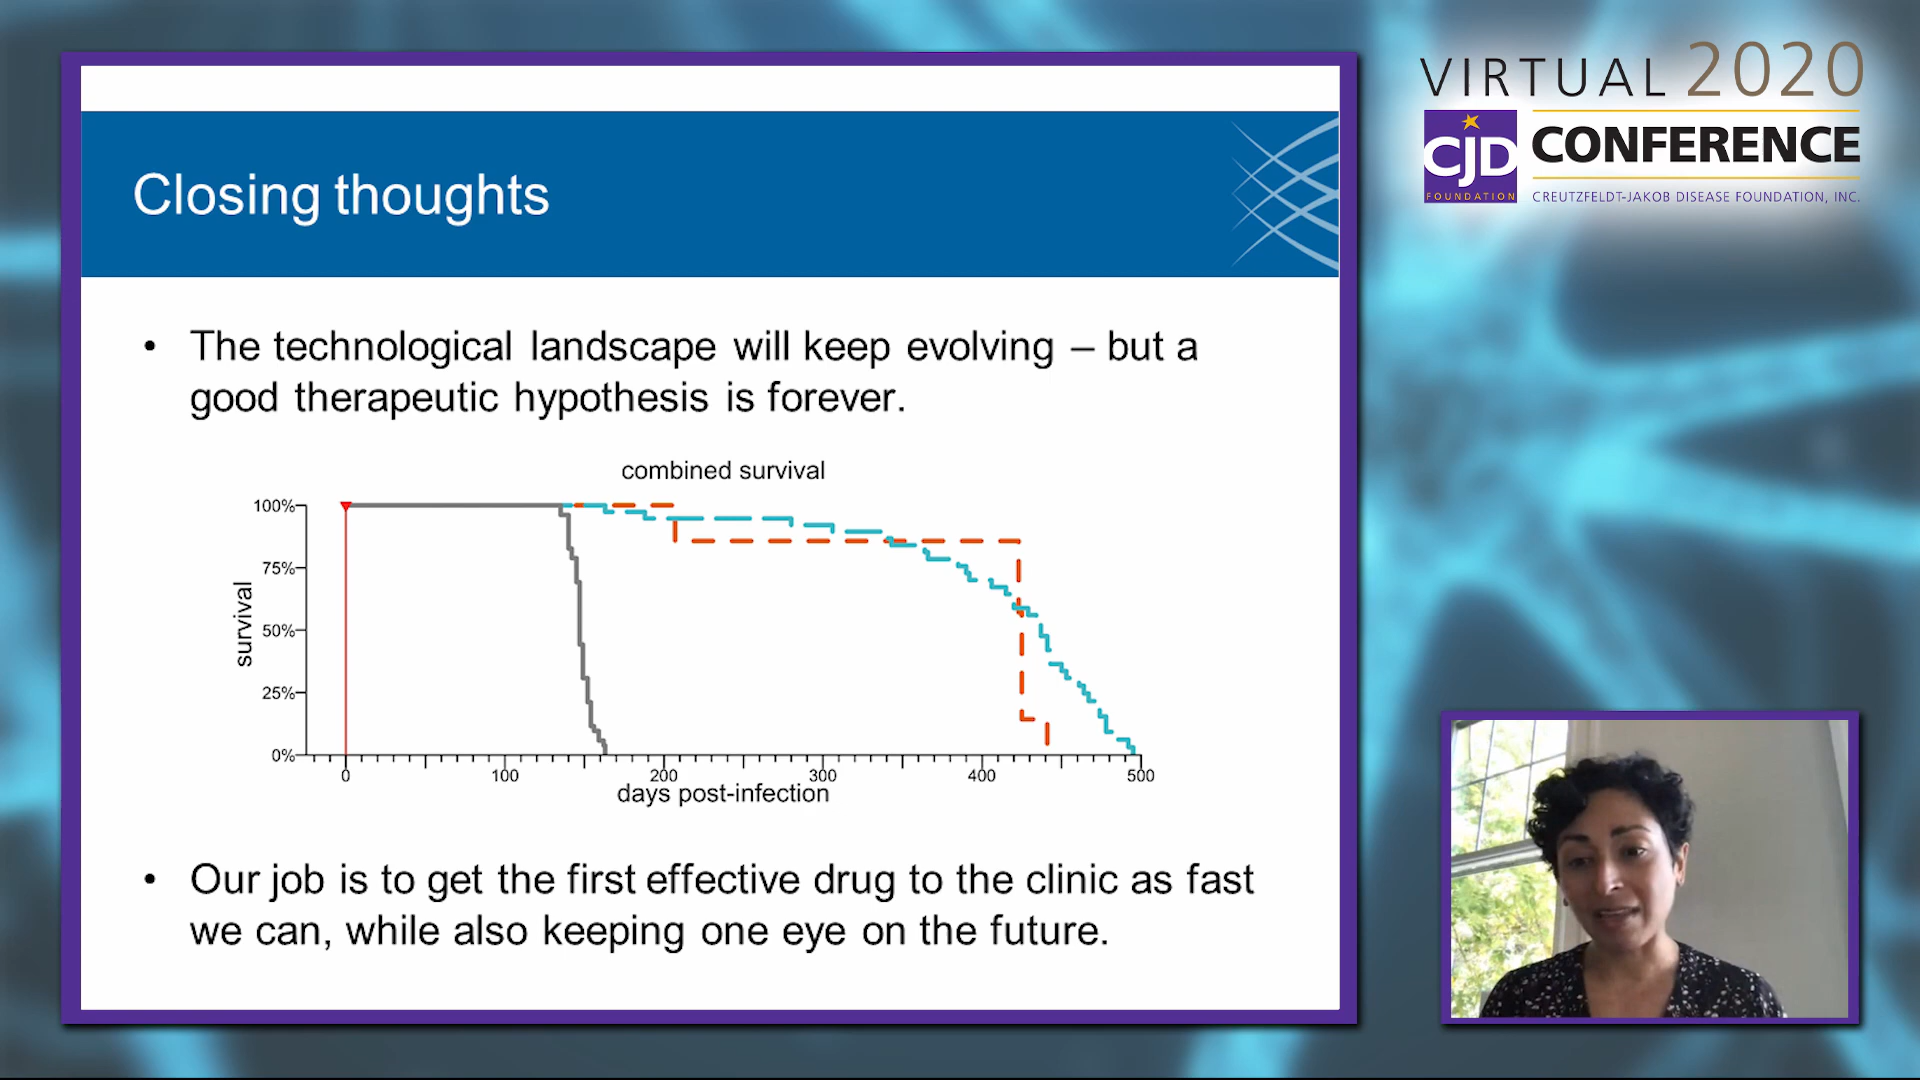 VIRTUAL 2020
CJD
FOUNDATION
CONFERENCE
CREUTZFELDT-JAKOB DISEASE FOUNDATION, INC.
Closing thoughts
• The technological landscape will keep evolving – but a
good therapeutic hypothesis is forever.
combined survival
100%
75%
50%
25%
0%
survival
0 100 200 300 400 500
days post-infection
• Our job is to get the first effective drug to the clinic as fast
we can, while also keeping one eye on the future.